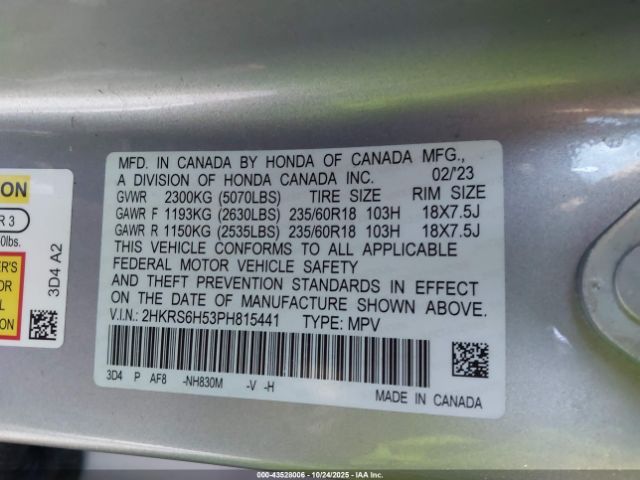 ION
R 3
0lbs.
ER'S
3D4 A2
MFD. IN CANADA BY HONDA OF CANADA MFG.,
A DIVISION OF HONDA CANADA INC. 02/'23
GVWR 2300KG (5070LBS) TIRE SIZE RIM SIZE
GAWR F 1193KG (2630LBS) 235/60R18 103H 18X7.5J
GAWR R 1150KG (2535LBS) 235/60R18 103H 18X7.5J
THIS VEHICLE CONFORMS TO ALL APPLICABLE
FEDERAL MOTOR VEHICLE SAFETY
AND THEFT PREVENTION STANDARDS IN EFFECT
ON THE DATE OF MANUFACTURE SHOWN ABOVE.
V.I.N.: 2HKRS6H53PH815441 TYPE: MPV
3D4 P AF8 -NH830M -V -H
MADE IN CANADA
000-43528006 | 10/24/2025 | IAA Inc.